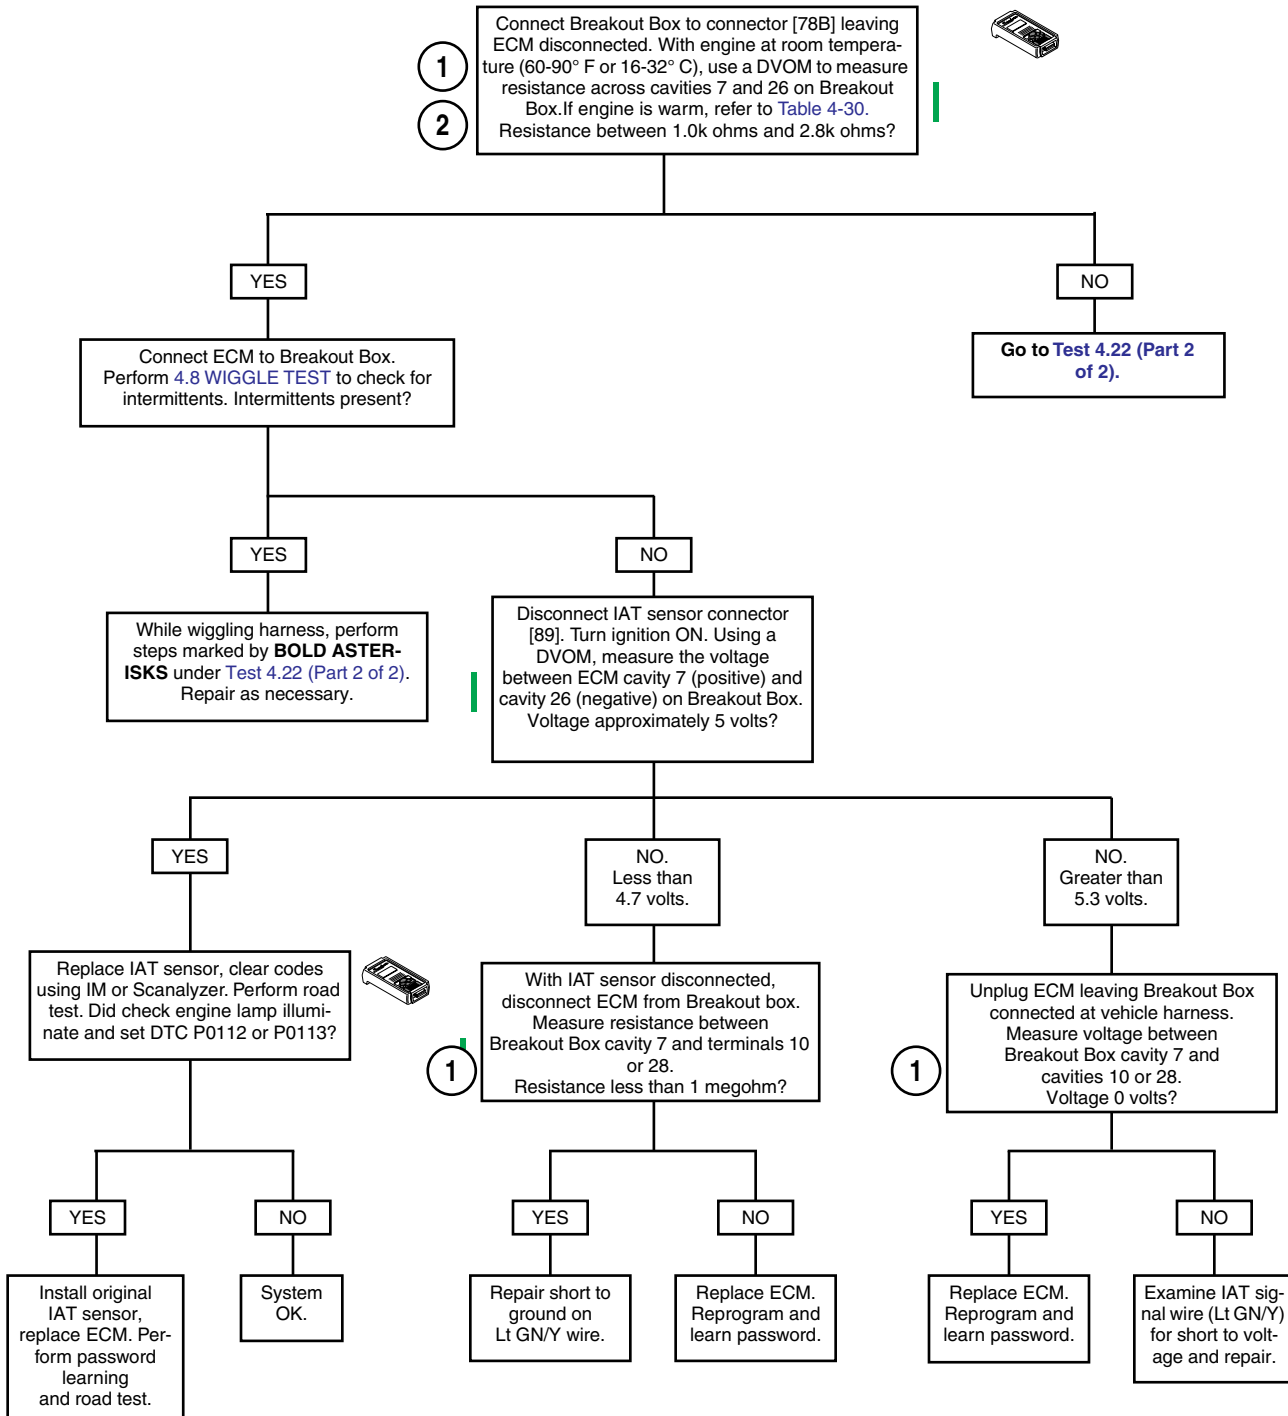 Connect Breakout Box to connector [78B] leaving
ECM disconnected. With engine at room tempera-
ture (60-90° F or 16-32° C), use a DVOM to measure
resistance across cavities 7 and 26 on Breakout
Box.If engine is warm, refer to Table 4-30.
Resistance between 1.0k ohms and 2.8k ohms?
1
2
YES
NO
Connect ECM to Breakout Box.
Perform 4.8 WIGGLE TEST to check for
intermittents. Intermittents present?
Go to Test 4.22 (Part 2
of 2).
YES
NO
While wiggling harness, perform
steps marked by BOLD ASTER-
ISKS under Test 4.22 (Part 2 of 2).
Repair as necessary.
Disconnect IAT sensor connector
[89]. Turn ignition ON. Using a
DVOM, measure the voltage
between ECM cavity 7 (positive) and
cavity 26 (negative) on Breakout Box.
Voltage approximately 5 volts?
YES
NO.
Less than
4.7 volts.
NO.
Greater than
5.3 volts.
Replace IAT sensor, clear codes
using IM or Scanalyzer. Perform road
test. Did check engine lamp illumi-
nate and set DTC P0112 or P0113?
With IAT sensor disconnected,
disconnect ECM from Breakout box.
Measure resistance between
Breakout Box cavity 7 and terminals 10
or 28.
Resistance less than 1 megohm?
1
Unplug ECM leaving Breakout Box
connected at vehicle harness.
Measure voltage between
Breakout Box cavity 7 and
cavities 10 or 28.
Voltage 0 volts?
1
YES
NO
YES
NO
YES
NO
Install original
IAT sensor,
replace ECM. Per-
form password
learning
and road test.
System
OK.
Repair short to
ground on
Lt GN/Y wire.
Replace ECM.
Reprogram and
learn password.
Replace ECM.
Reprogram and
learn password.
Examine IAT sig-
nal wire (Lt GN/Y)
for short to volt-
age and repair.